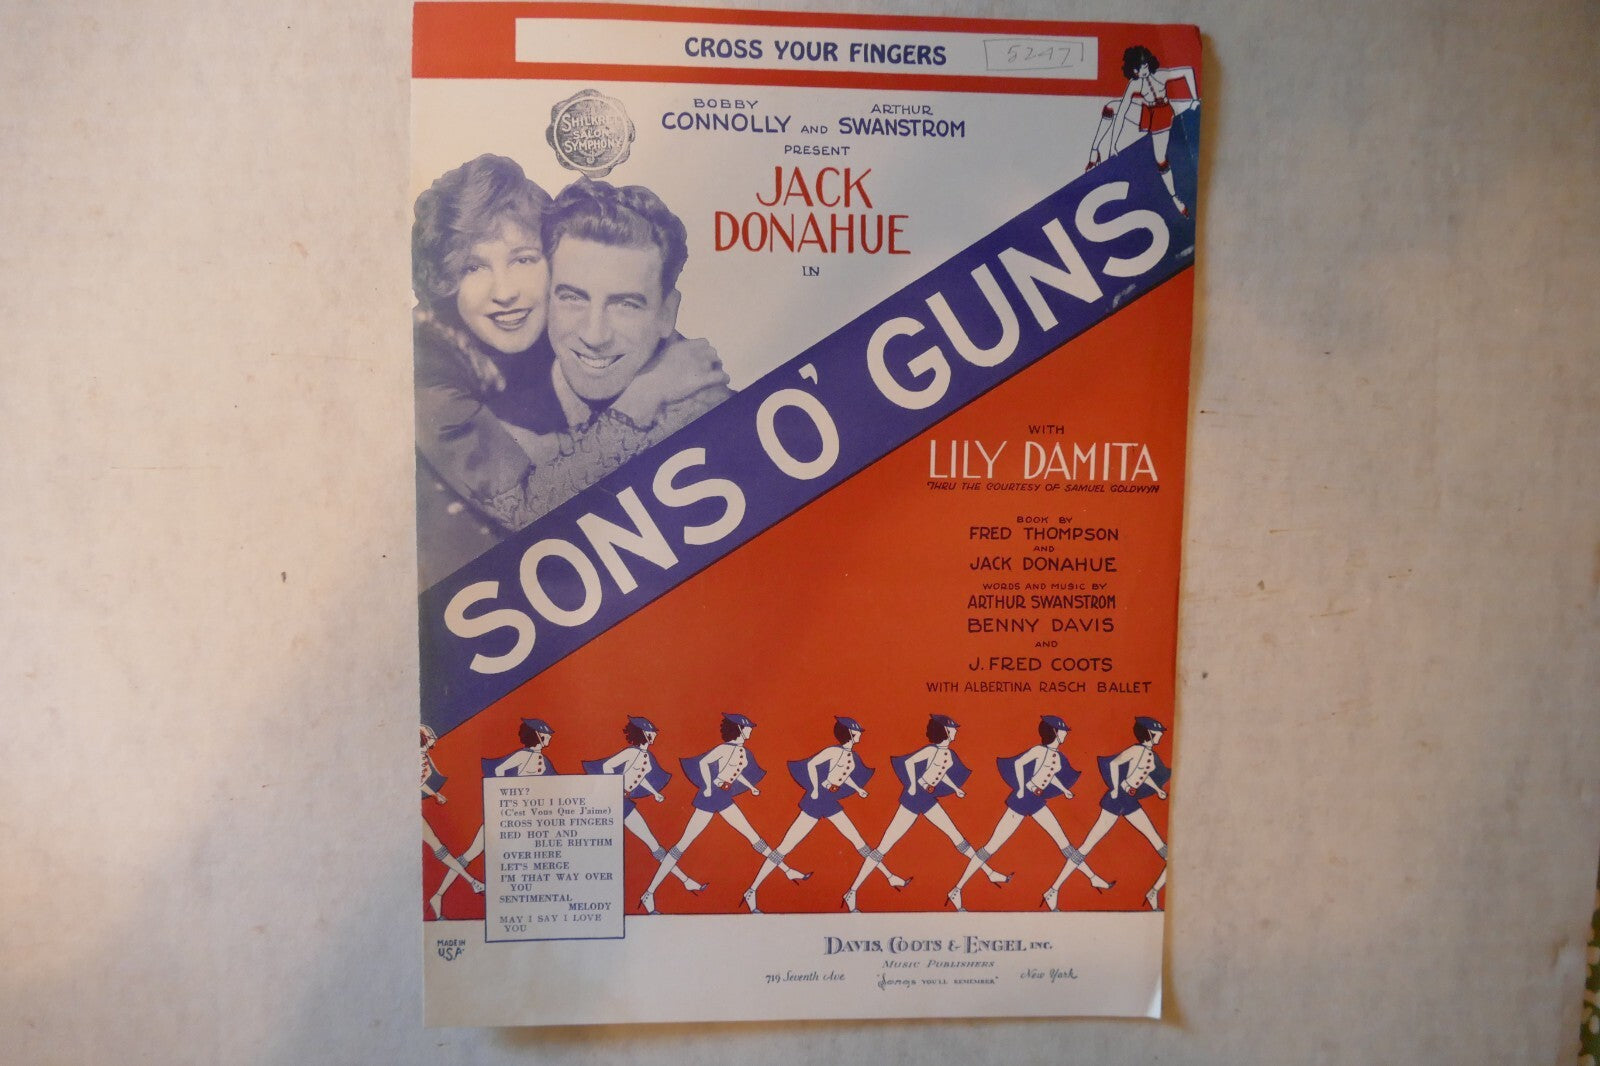 CROSS YOUR FINGERS
5247
SHILKRET
SALON
SYMPHONY
BOBBY CONNOLLY AND ARTHUR SWANSTROM
PRESENT
JACK
DONAHUE
IN
SONS O' GUNS
WITH
LILY DAMITA
THRU THE COURTESY OF SAMUEL GOLDWYN
BOOK BY
FRED THOMPSON
AND
JACK DONAHUE
WORDS AND MUSIC BY
ARTHUR SWANSTROM
BENNY DAVIS
AND
J. FRED COOTS
WITH ALBERTINA RASCH BALLET
WHY?
IT'S YOU I LOVE
(C'est Vous Que J'aime)
CROSS YOUR FINGERS
RED HOT AND
BLUE RHYTHM
OVER HERE
LET'S MERGE
I'M THAT WAY OVER
YOU
SENTIMENTAL
MELODY
MAY I SAY I LOVE
YOU
MADE IN
U.S.A.
DAVIS, COOTS & ENGEL INC.
MUSIC PUBLISHERS
719 Seventh Ave "Songs YOU'LL REMEMBER" New York